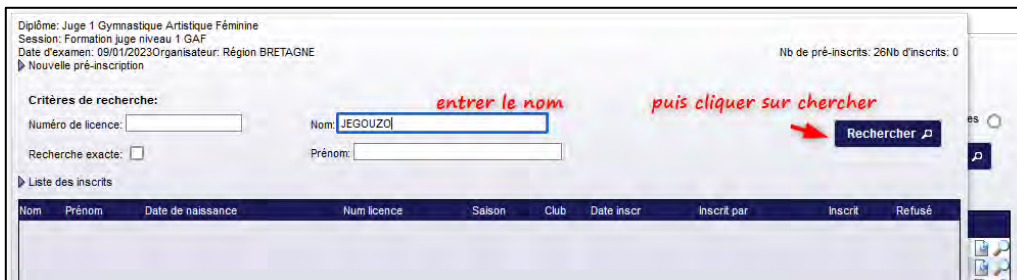 Diplôme: Juge 1 Gymnastique Artistique Féminine
Session: Formation juge niveau 1 GAF
Date d'examen: 09/01/2023Organisateur: Région BRETAGNE
Nb de pré-inscrits: 26Nb d'inscrits: 0
Nouvelle pré-inscription
Critères de recherche:
entrer le nom
puis cliquer sur chercher
Numéro de licence:
Nom: JEGOUZO
Rechercher
es
Recherche exacte:
Prénom:
Liste des inscrits
Nom Prénom Date de naissance Num licence Saison Club Date inscr Inscrit par Inscrit Refusé